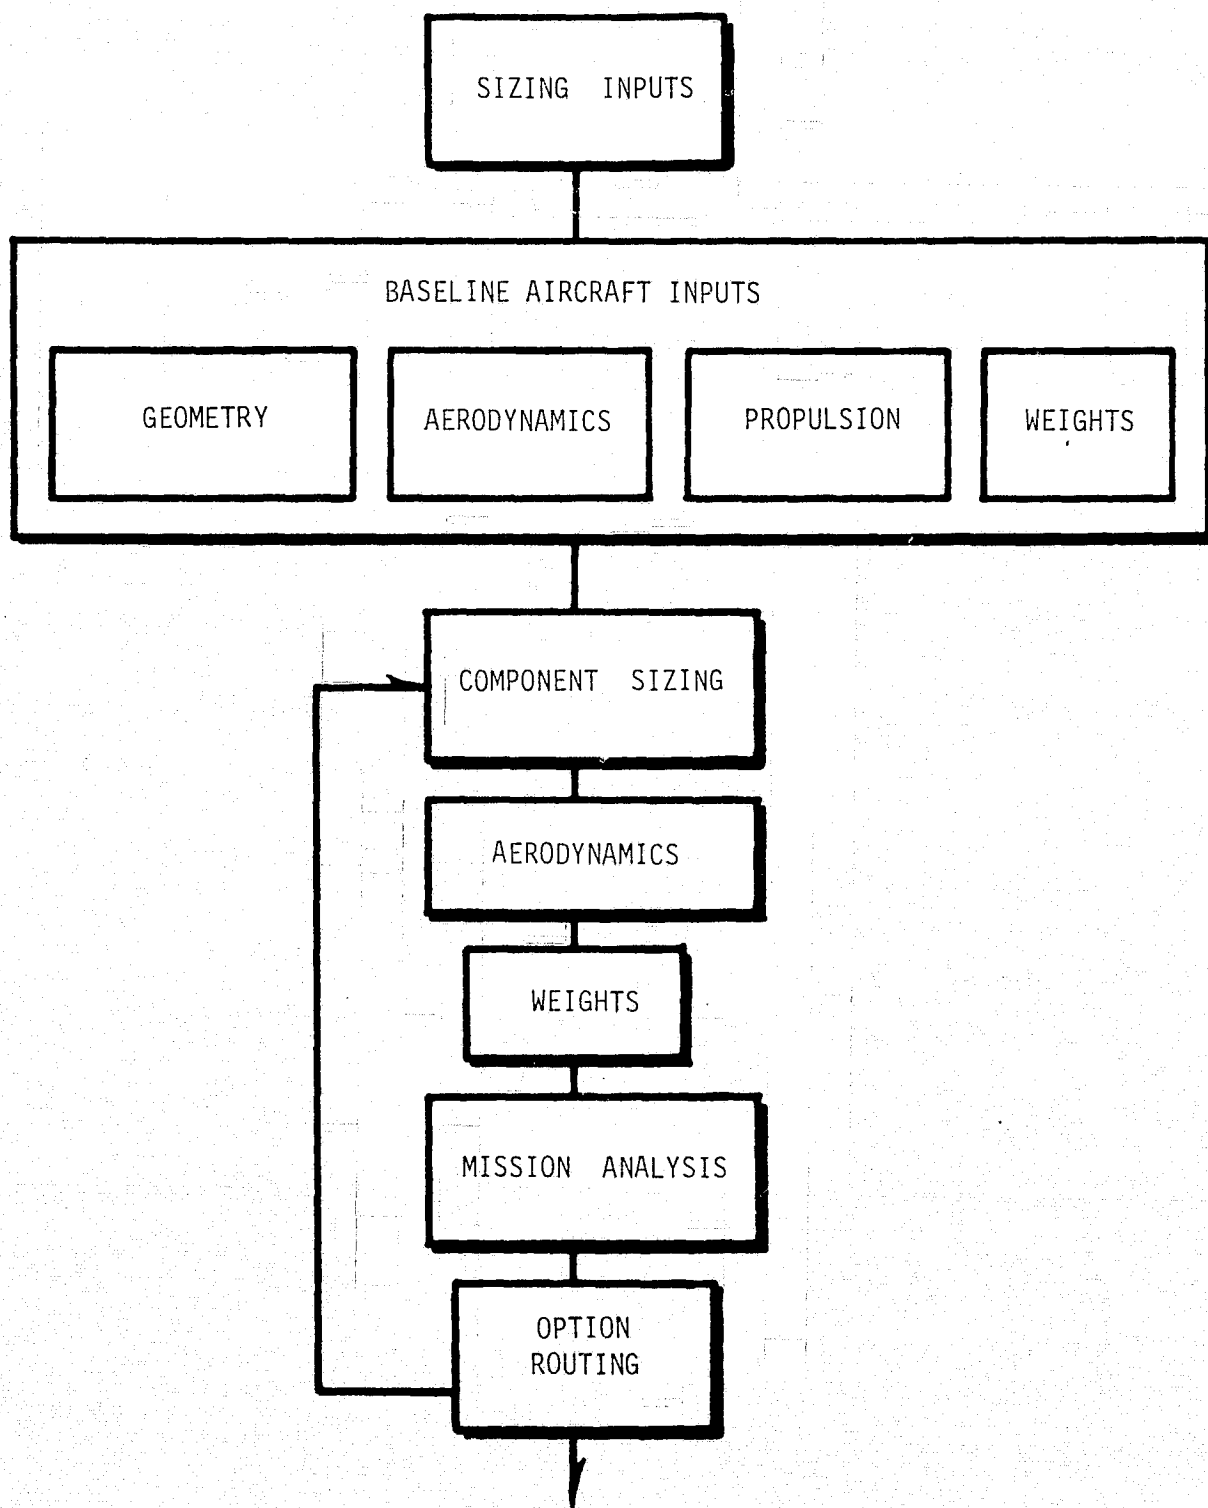 SIZING INPUTS
BASELINE AIRCRAFT INPUTS
GEOMETRY
AERODYNAMICS
PROPULSION
WEIGHTS
COMPONENT SIZING
AERODYNAMICS
WEIGHTS
MISSION ANALYSIS
OPTION
ROUTING